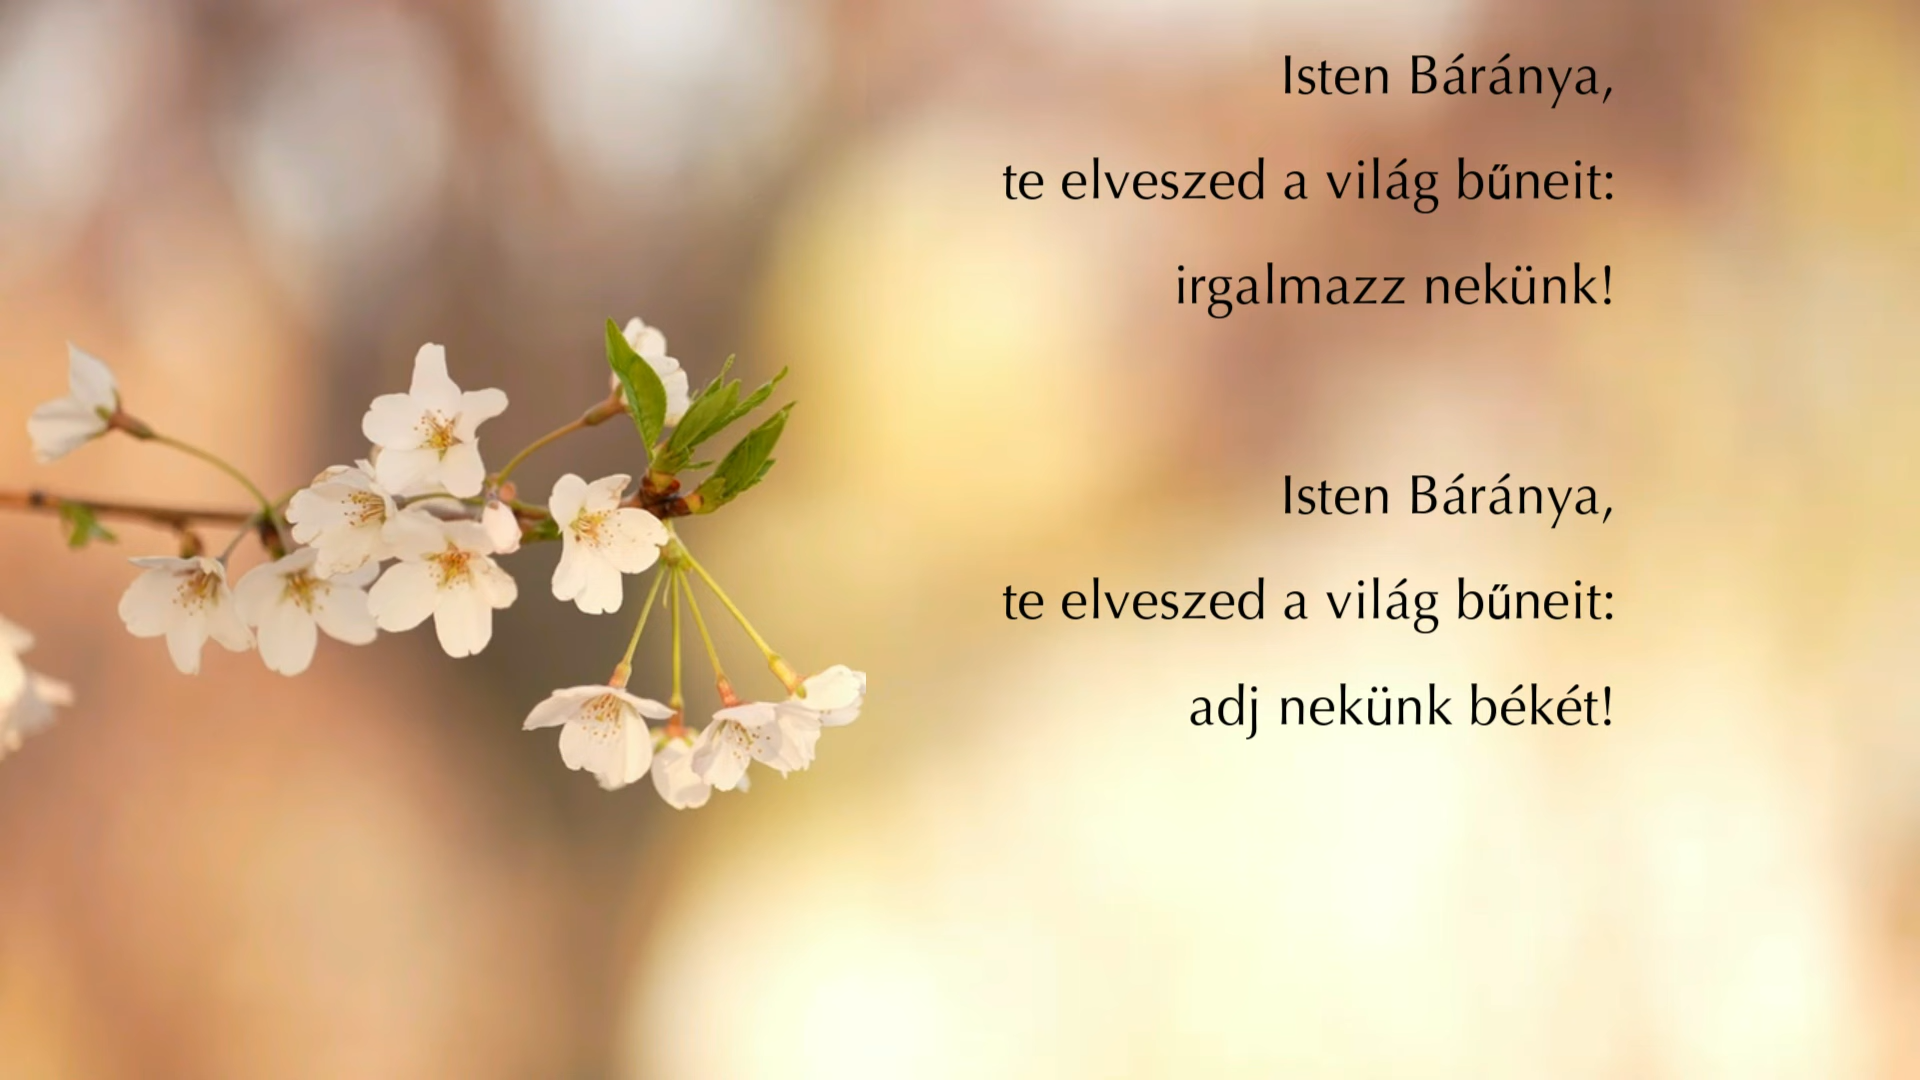 Isten Báránya,
te elveszed a világ bűneit:
irgalmazz nekünk!
Isten Báránya,
te elveszed a világ bűneit:
adj nekünk békét!